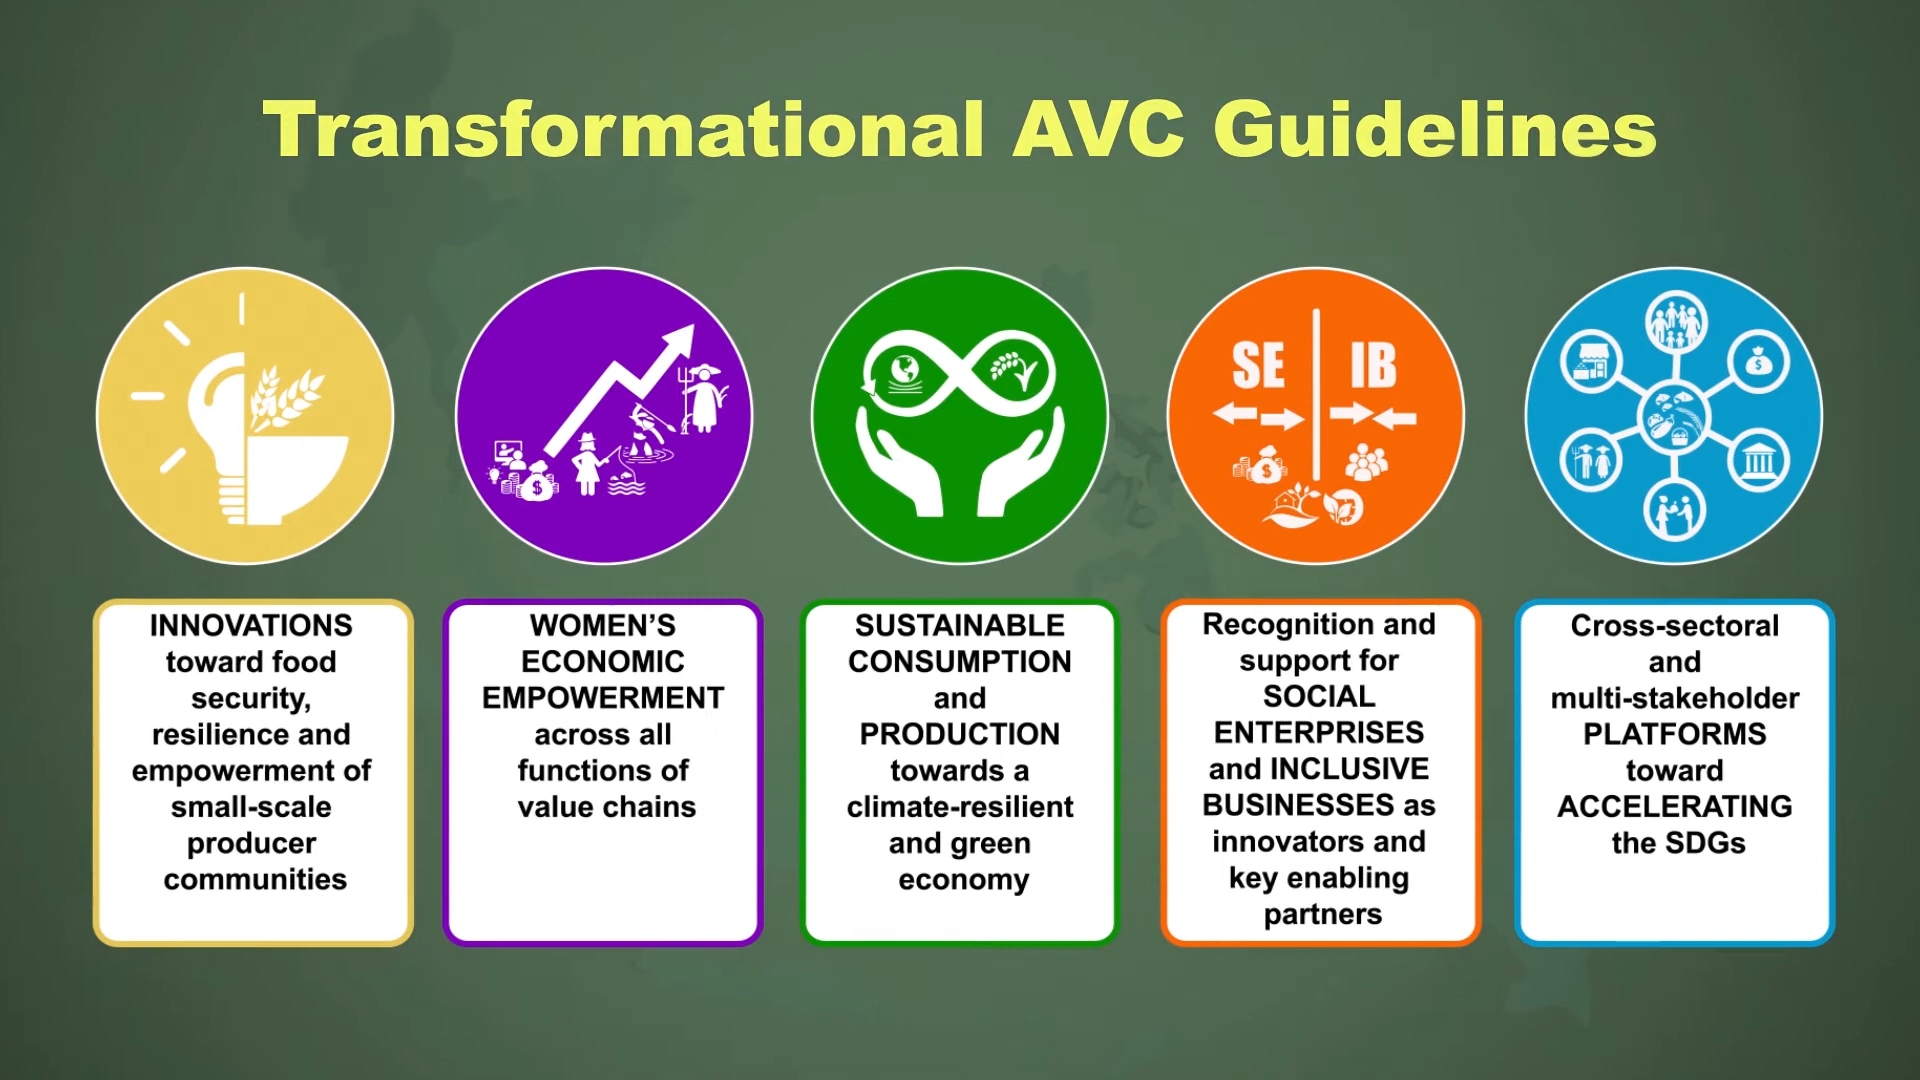 Transformational AVC Guidelines
SE
IB
$
$
$
INNOVATIONS
toward food
security,
resilience and
empowerment of
small-scale
producer
communities
WOMEN’S
ECONOMIC
EMPOWERMENT
across all
functions of
value chains
SUSTAINABLE
CONSUMPTION
and
PRODUCTION
towards a
climate-resilient
and green
economy
Recognition and
support for
SOCIAL
ENTERPRISES
and INCLUSIVE
BUSINESSES as
innovators and
key enabling
partners
Cross-sectoral
and
multi-stakeholder
PLATFORMS
toward
ACCELERATING
the SDGs